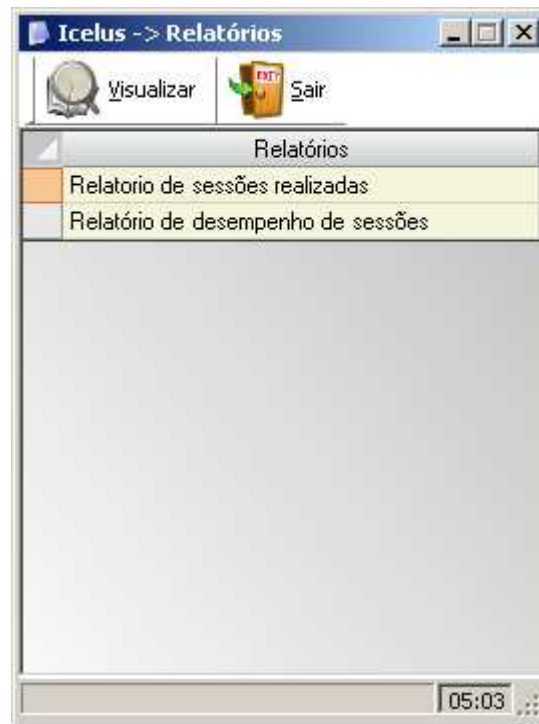 Icelus -> Relatórios
Visualizar
EXIT
Sair
Relatórios
Relatorio de sessões realizadas
Relatório de desempenho de sessões
05:03